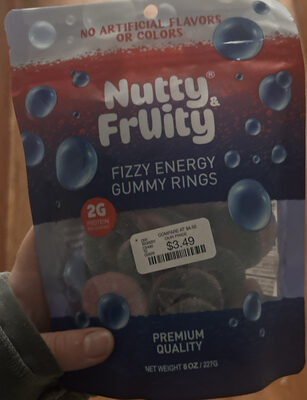 NO ARTIFICIAL FLAVORS
OR COLORS
Nutty &
FrUity®
FIZZY ENERGY
GUMMY RINGS
2G
PROTEIN
COMPARE AT $4.50
OUR PRICE
$3.49
PREMIUM
QUALITY
NET WEIGHT 8 OZ / 227G